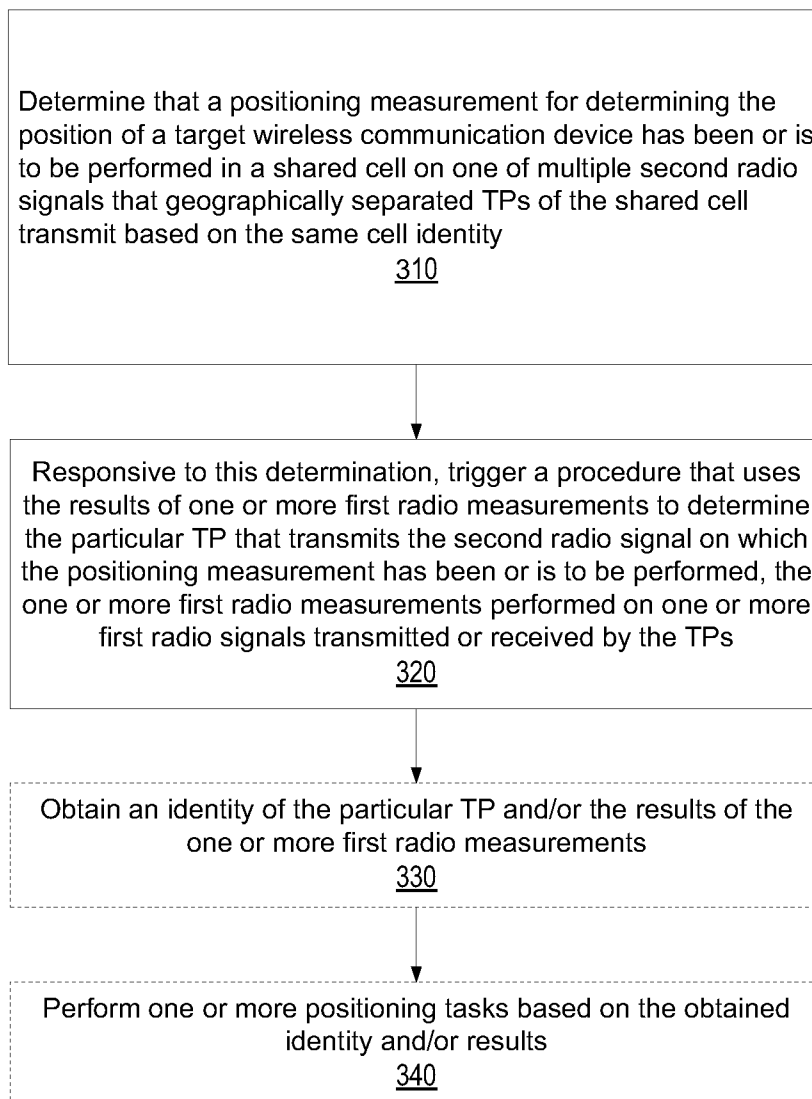 Determine that a positioning measurement for determining the
position of a target wireless communication device has been or is
to be performed in a shared cell on one of multiple second radio
signals that geographically separated TPs of the shared cell
transmit based on the same cell identity
310
Responsive to this determination, trigger a procedure that uses
the results of one or more first radio measurements to determine
the particular TP that transmits the second radio signal on which
the positioning measurement has been or is to be performed, the
one or more first radio measurements performed on one or more
first radio signals transmitted or received by the TPs
320
Obtain an identity of the particular TP and/or the results of the
one or more first radio measurements
330
Perform one or more positioning tasks based on the obtained
identity and/or results
340